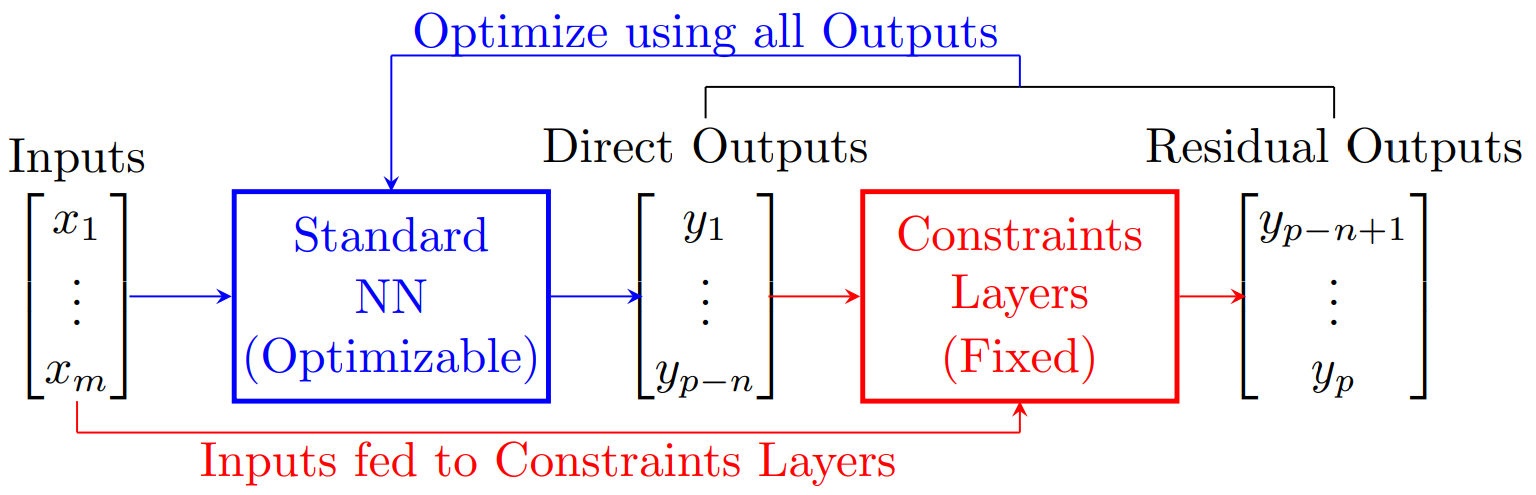 Optimize using all Outputs
Inputs
Direct Outputs
Residual Outputs
x₁
⋮
xₘ
Standard
NN
(Optimizable)
y₁
⋮
yₚ₋ₙ
Constraints
Layers
(Fixed)
yₚ₋ₙ₊₁
⋮
yₚ
Inputs fed to Constraints Layers